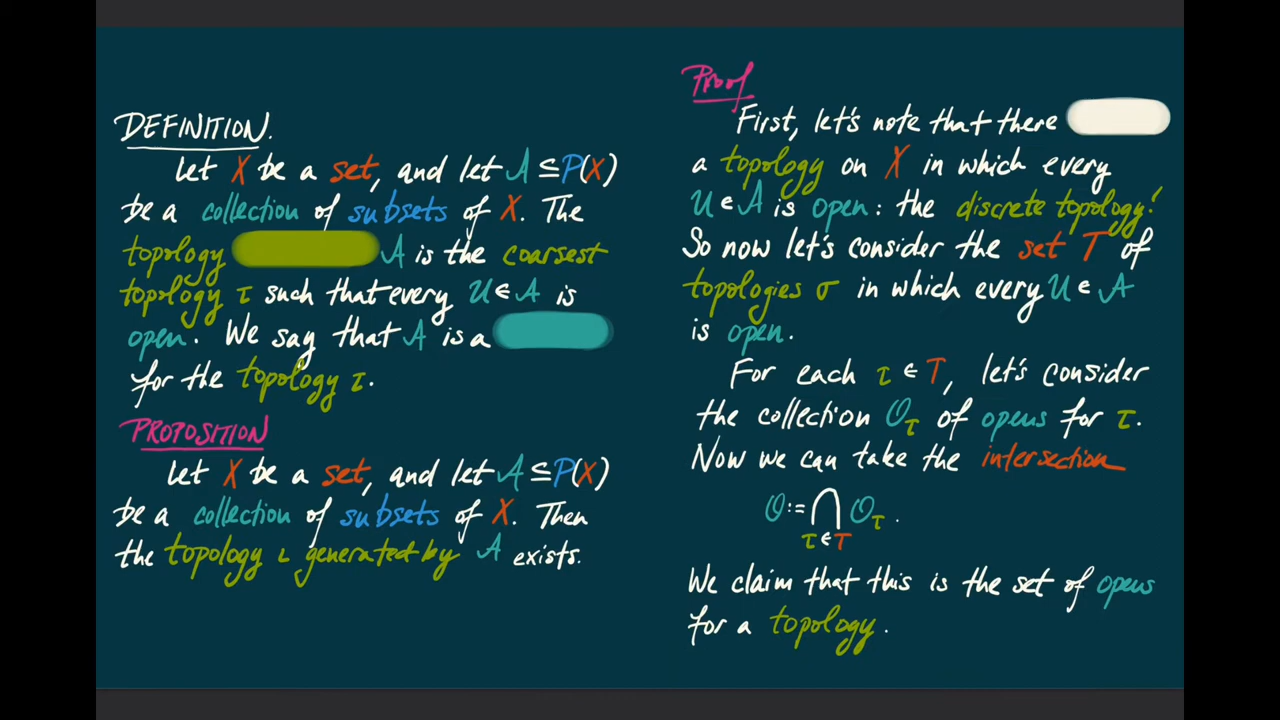 DEFINITION.
Let X be a set, and let A ⊆ P(X)
be a collection of subsets of X. The
topology A is the coarsest
topology τ such that every U ∈ A is
open. We say that A is a
for the topology τ.
PROPOSITION
Let X be a set, and let A ⊆ P(X)
be a collection of subsets of X. Then
the topology ι generated by A exists.
Proof
First, let's note that there
a topology on X in which every
U ∈ A is open: the discrete topology!
So now let's consider the set T of
topologies σ in which every U ∈ A
is open.
For each τ ∈ T, let's consider
the collection O_τ of opens for τ.
Now we can take the intersection
O := ⋂ O_τ.
τ ∈ T
We claim that this is the set of opens
for a topology.